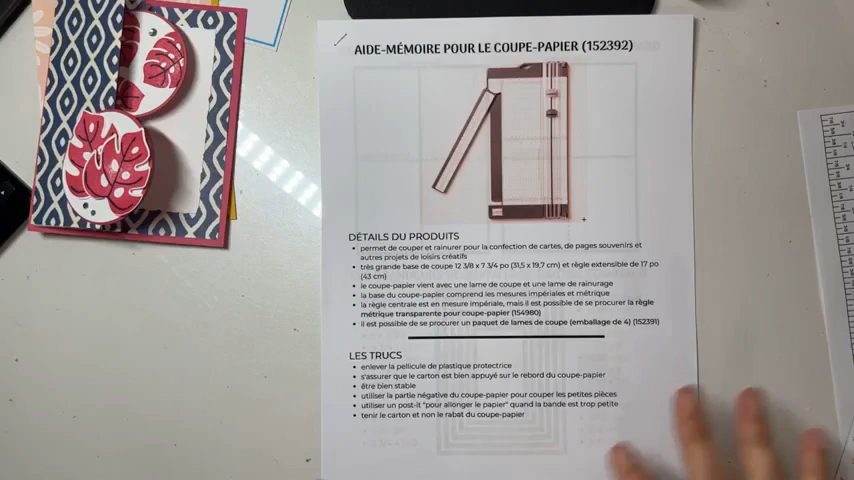 AIDE-MÉMOIRE POUR LE COUPE-PAPIER (152392)
DÉTAILS DU PRODUITS
• permet de couper et rainurer pour la confection de cartes, de pages souvenirs et
autres projets de loisirs créatifs
• très grande base de coupe 12 3/8 x 7 3/4 po (31,5 x 19,7 cm) et règle extensible de 17 po
(43 cm)
• le coupe-papier vient avec une lame de coupe et une lame de rainurage
• la base du coupe-papier comprend les mesures impériales et métrique
• la règle centrale est en mesure impériale, mais il est possible de se procurer la règle
métrique transparente pour coupe-papier (154980)
• il est possible de se procurer un paquet de lames de coupe (emballage de 4) (152391)
LES TRUCS
• enlever la pellicule de plastique protectrice
• s'assurer que le carton est bien appuyé sur le rebord du coupe-papier
• être bien stable
• utiliser la partie négative du coupe-papier pour couper les petites pièces
• utiliser un post-it "pour allonger le papier" quand la bande est trop petite
• tenir le carton et non le rabat du coupe-papier